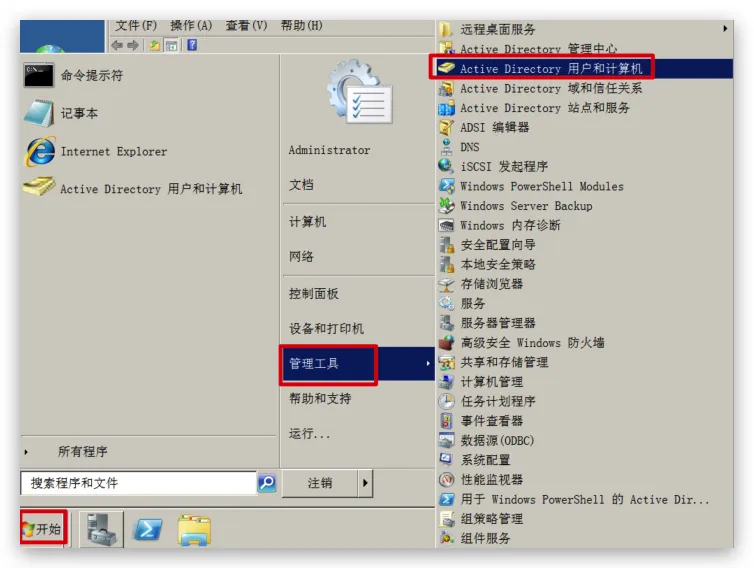 文件(F) 操作(A) 查看(V) 帮助(H)
命令提示符
记事本
Internet Explorer
Active Directory 用户和计算机
所有程序
搜索程序和文件
Administrator
文档
计算机
网络
控制面板
设备和打印机
管理工具
帮助和支持
运行...
注销
开始
远程桌面服务
Active Directory 管理中心
Active Directory 用户和计算机
Active Directory 域和信任关系
Active Directory 站点和服务
ADSI 编辑器
DNS
iSCSI 发起程序
Windows PowerShell Modules
Windows Server Backup
Windows 内存诊断
安全配置向导
本地安全策略
存储浏览器
服务
服务器管理器
高级安全 Windows 防火墙
共享和存储管理
计算机管理
任务计划程序
事件查看器
数据源(ODBC)
系统配置
性能监视器
用于 Windows PowerShell 的 Active Dir...
组策略管理
组件服务